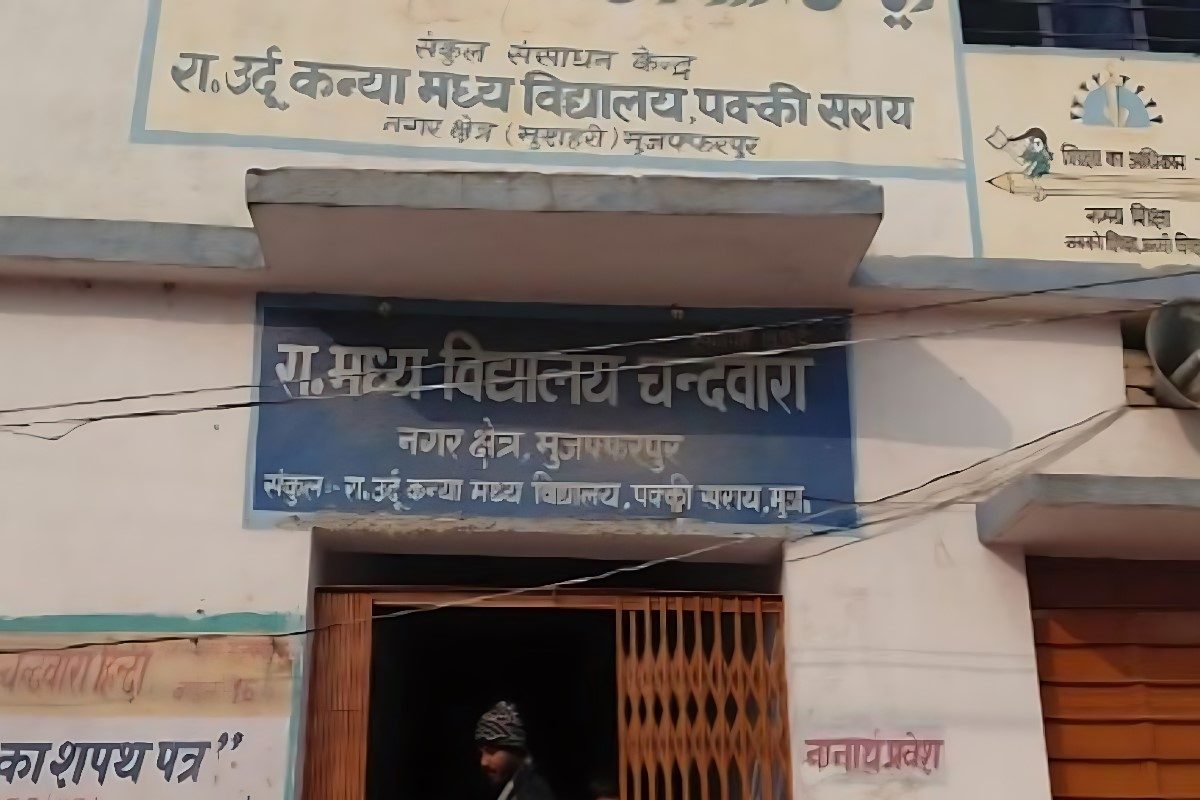 संकुल संसाधन केन्द्र
रा. उर्दू कन्या मध्य विद्यालय, पक्की सराय
नगर क्षेत्र (मुसहरी) मुजफ्फरपुर
शिक्षा का अधिकार
रा. मध्य विद्यालय चन्दवारा
नगर क्षेत्र, मुजफ्फरपुर
संकुल - रा. उर्दू कन्या मध्य विद्यालय, पक्की सराय, मुज.
चन्दवारा हिन्दी
का शपथ पत्र”